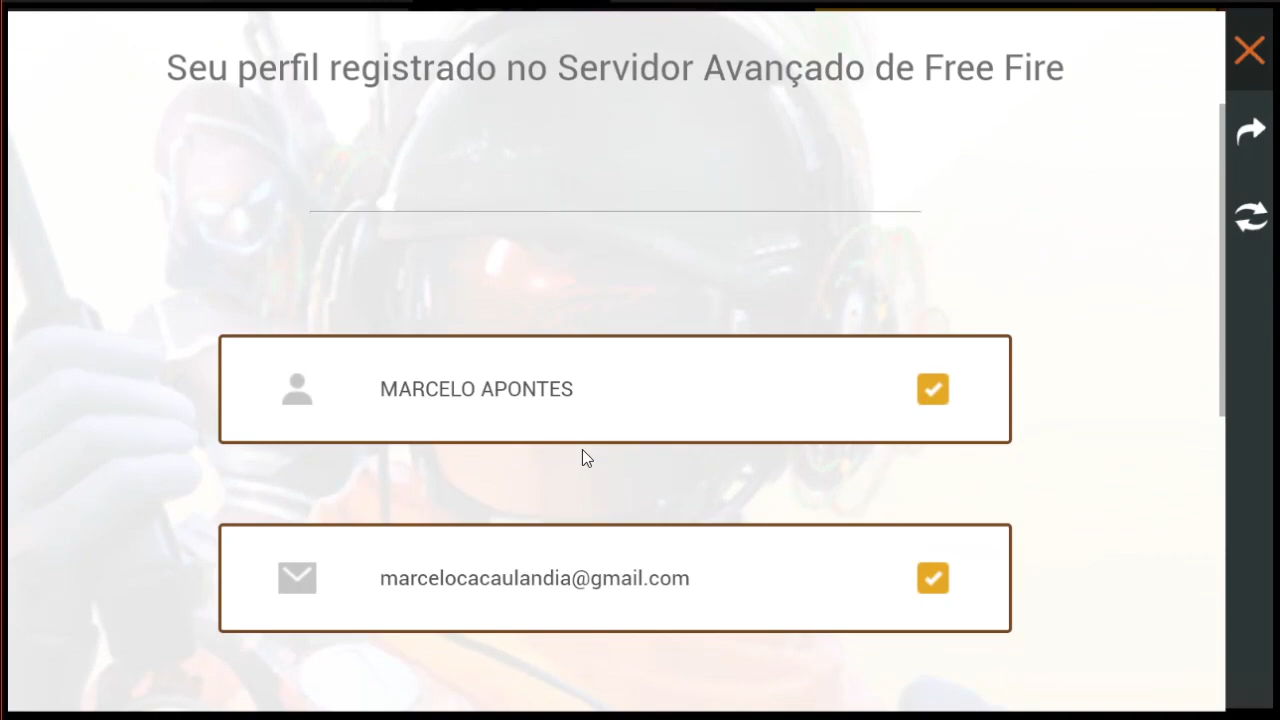 Seu perfil registrado no Servidor Avançado de Free Fire
MARCELO APONTES
marcelocacaulandia@gmail.com